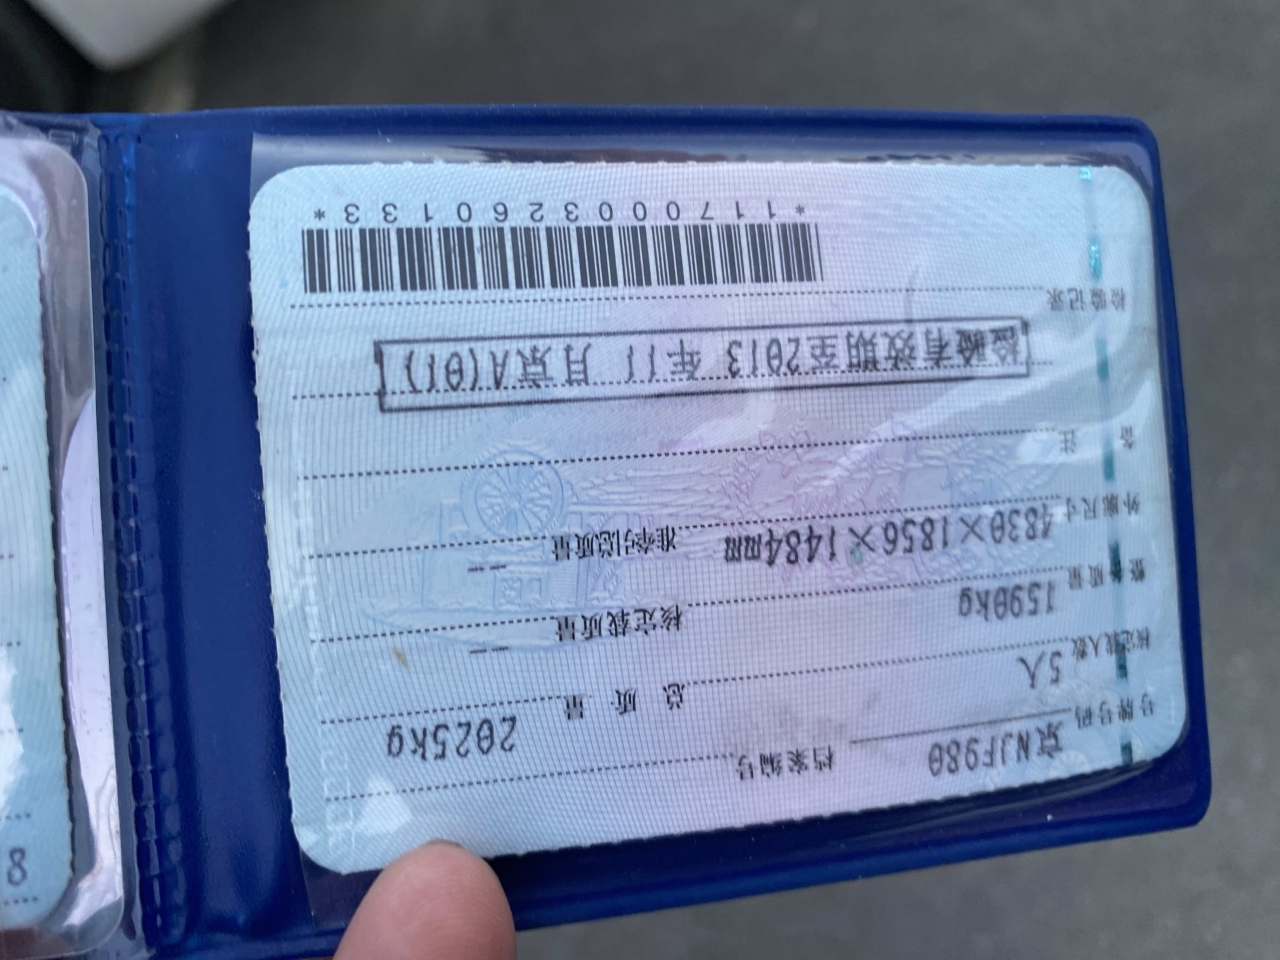 号牌号码 京NJF980 档案编号
核定载人数 5人 总质量 2025kg
整备质量 1590kg 核定载质量 --
外廓尺寸 4830×1856×1484mm 准牵引总质量 --
备注
检验有效期至2013年11月京A(01)
检验记录
*1170003260133*
8